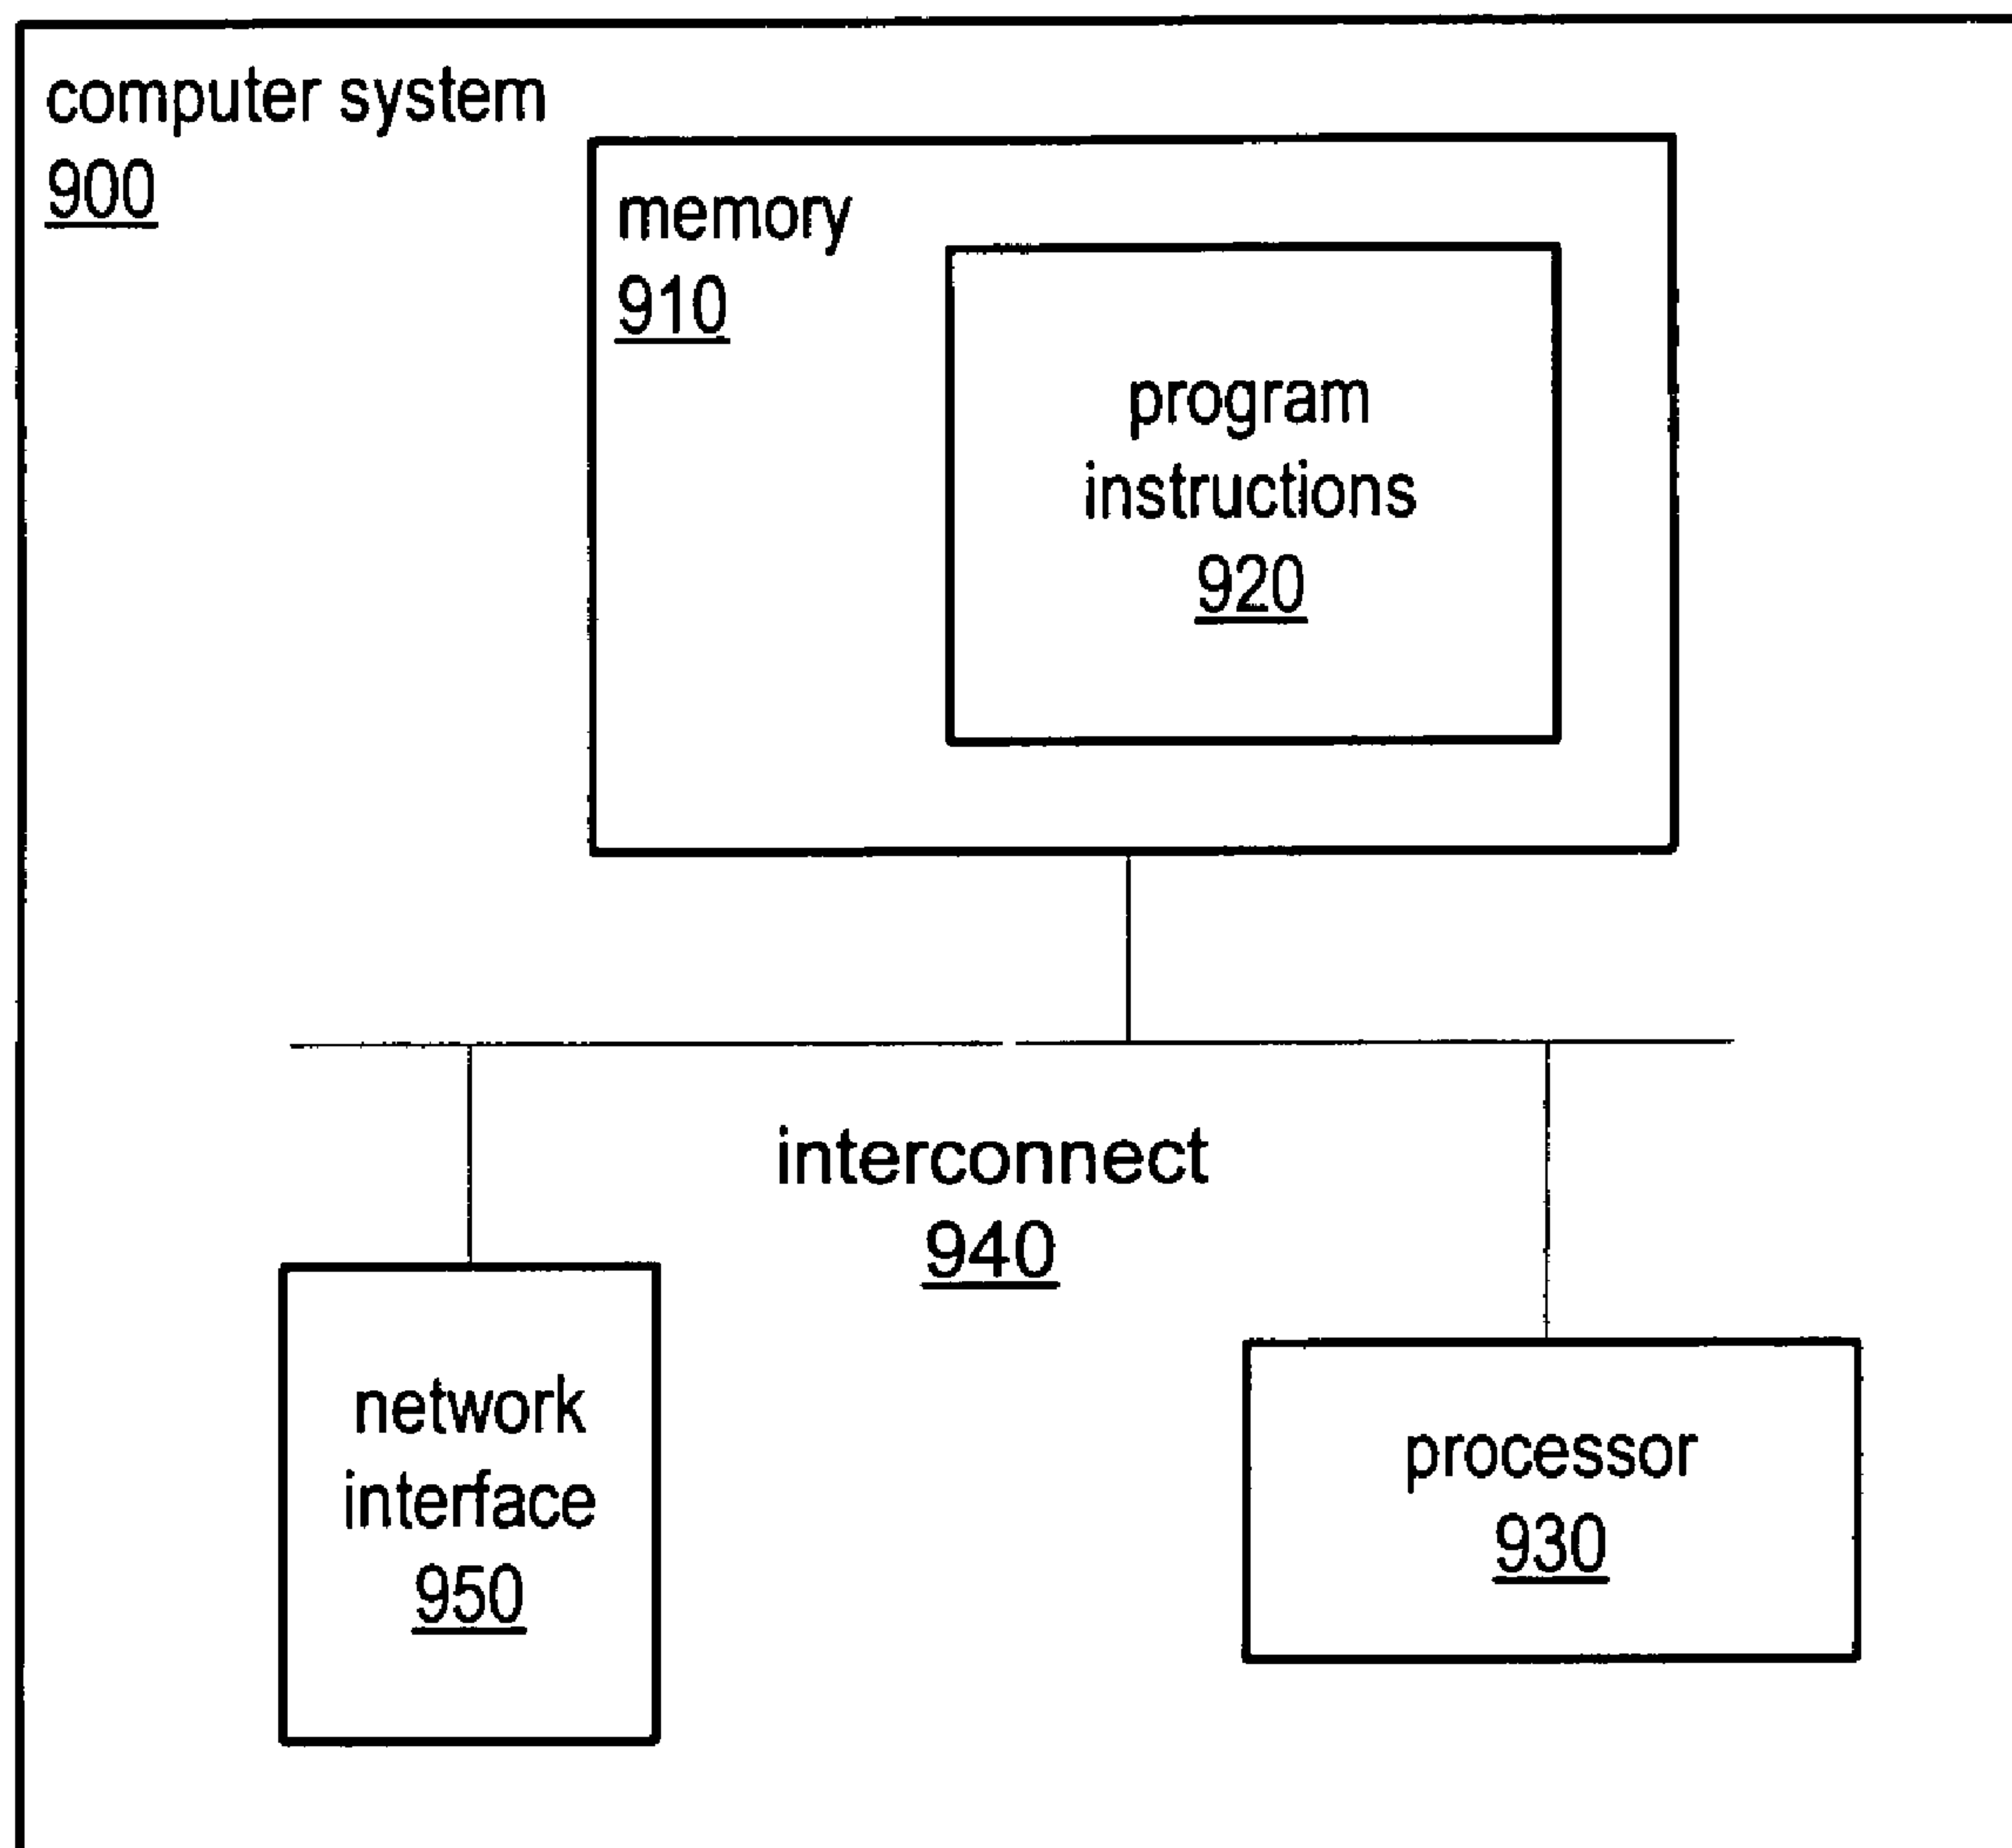 computer system
900
memory
910
program
instructions
920
interconnect
940
network
interface
950
processor
930